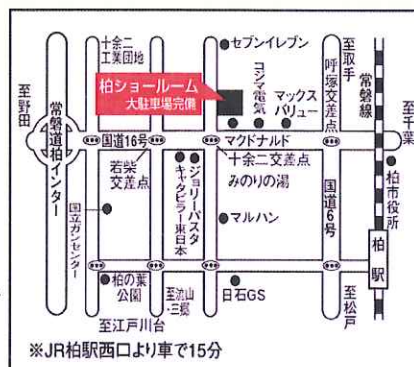 十余二
工業団地
セブンイレブン
至取手
常磐線
至野田
柏ショールーム
大駐車場完備
コジマ電気
マックス
バリュー
呼塚交差点
至千葉
常磐道柏インター
国道16号
マクドナルド
若柴
交差点
十余二交差点
みのりの湯
柏市役所
国立ガンセンター
ジョリーパスタ
キャタピラー東日本
マルハン
国道6号
柏駅
柏の葉
公園
至流山
・三郷
日石GS
至松戸
至江戸川台
※JR柏駅西口より車で15分